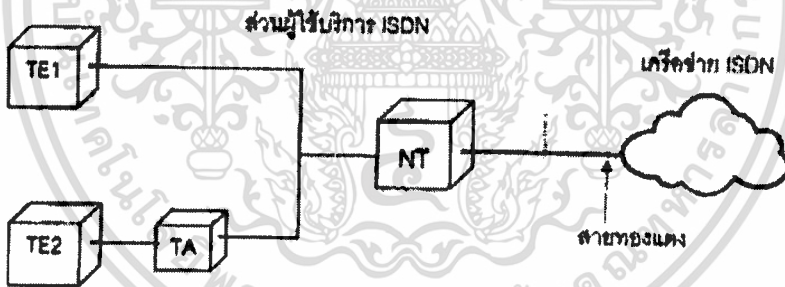 ส่วนผู้ใช้บริการ ISDN
TE1
เครือข่าย ISDN
NT
TE2
TA
สายทองแดง